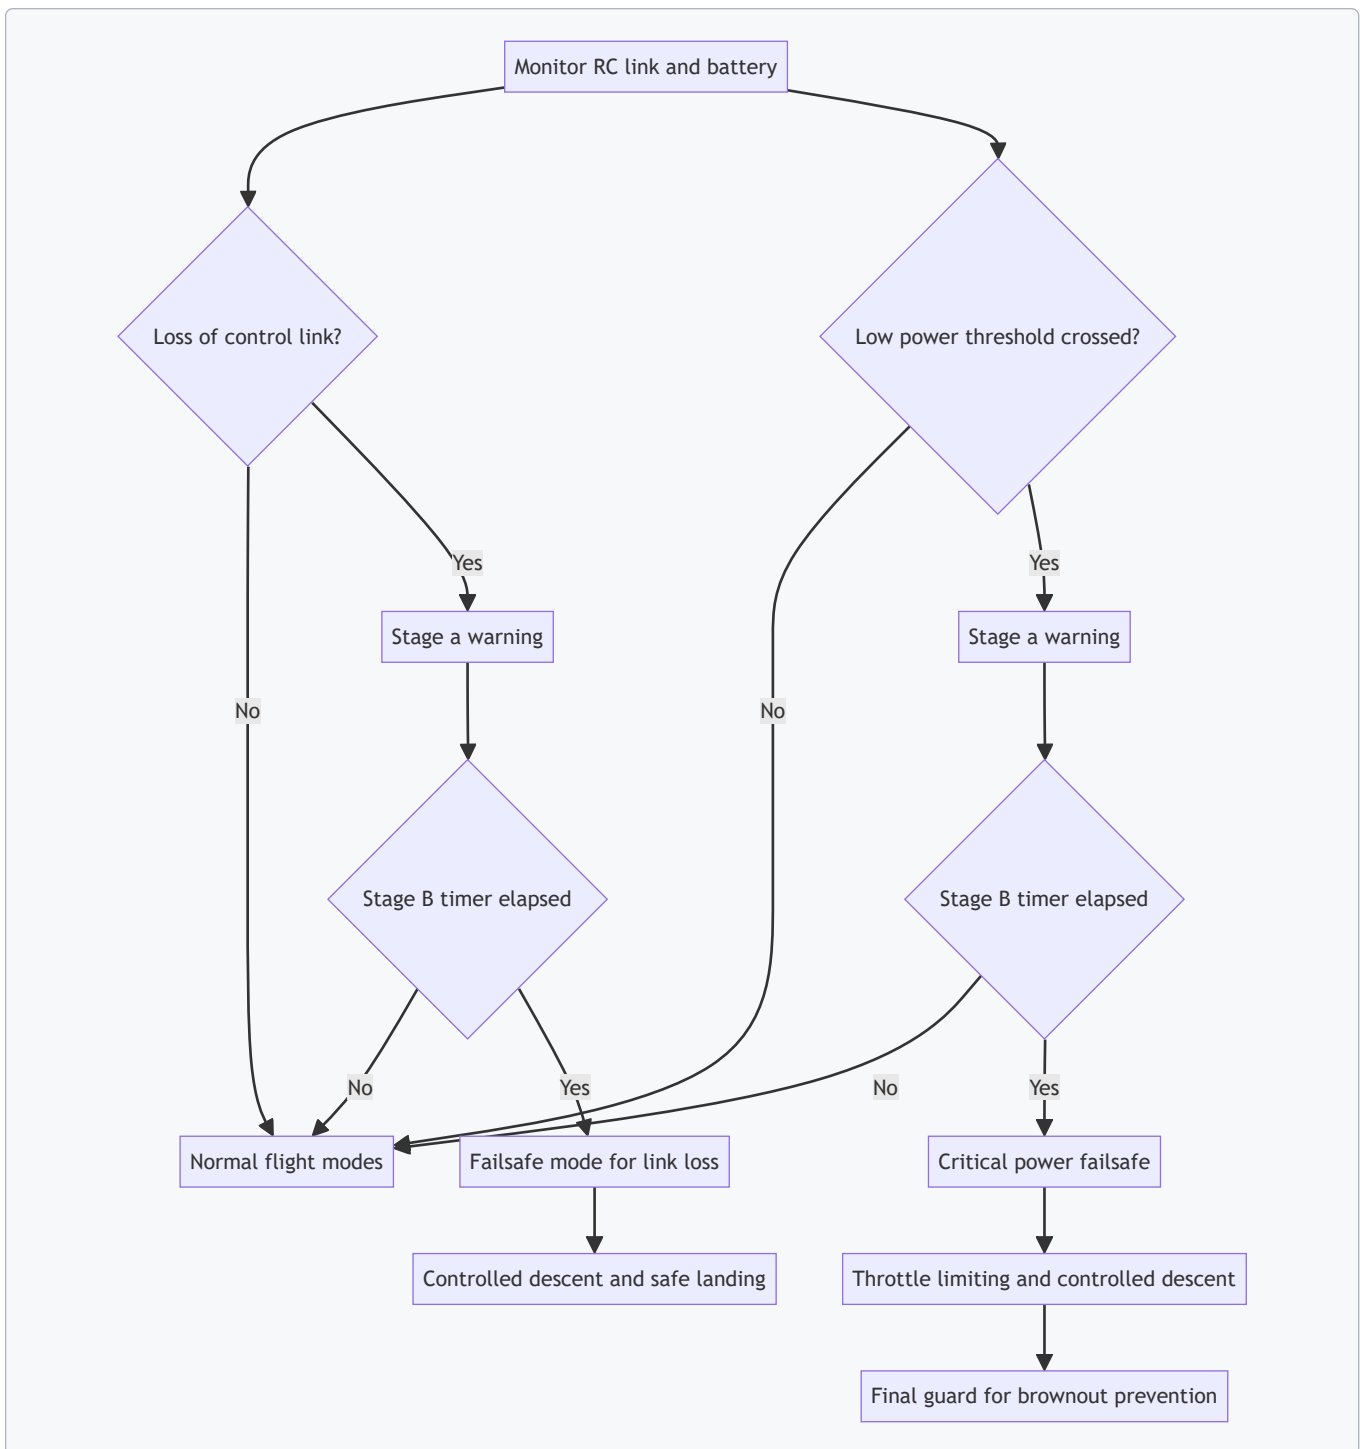 Monitor RC link and battery
Loss of control link?
Low power threshold crossed?
Yes
Yes
Stage a warning
Stage a warning
No
No
Stage B timer elapsed
Stage B timer elapsed
No
Yes
No
Yes
Normal flight modes
Failsafe mode for link loss
Critical power failsafe
Controlled descent and safe landing
Throttle limiting and controlled descent
Final guard for brownout prevention